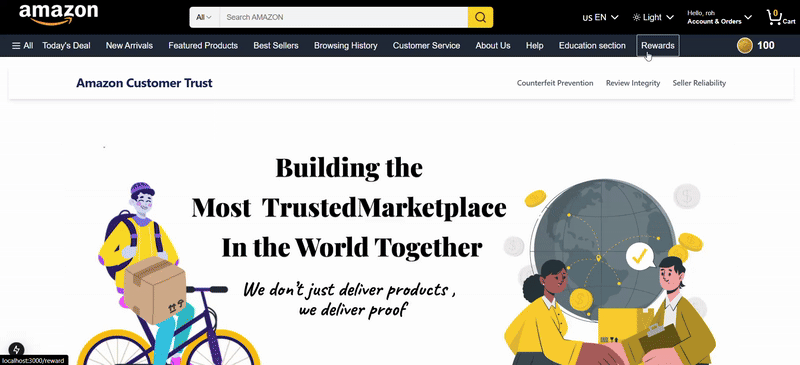 amazon
All
Search AMAZON
US EN
Light
Hello, roh
Account & Orders
0
Cart
All
Today's Deal
New Arrivals
Featured Products
Best Sellers
Browsing History
Customer Service
About Us
Help
Education section
Rewards
100
Amazon Customer Trust
Counterfeit Prevention
Review Integrity
Seller Reliability
Building the
Most TrustedMarketplace
In the World Together
We don't just deliver products ,
we deliver proof
localhost:3000/reward